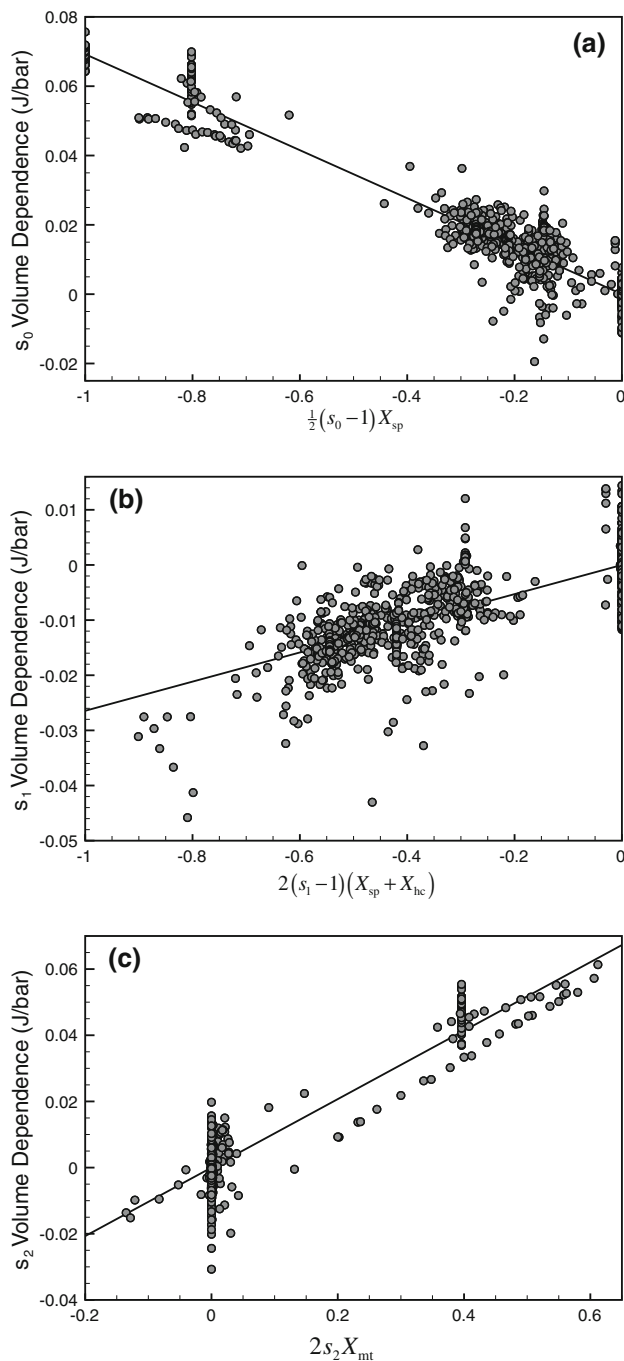 (a)
s₀ Volume Dependence (J/bar)
0.08
0.06
0.04
0.02
0
-0.02
-1 -0.8 -0.6 -0.4 -0.2 0
½(s₀−1)X_sp
(b)
s₁ Volume Dependence (J/bar)
0.01
0
-0.01
-0.02
-0.03
-0.04
-0.05
-1 -0.8 -0.6 -0.4 -0.2 0
2(s₁−1)(X_sp + X_hc)
(c)
s₂ Volume Dependence (J/bar)
0.06
0.04
0.02
0
-0.02
-0.04
-0.2 0 0.2 0.4 0.6
2s₂X_mt